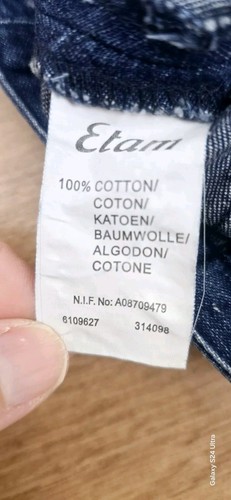 Etam
100% COTTON/
COTON/
KATOEN/
BAUMWOLLE/
ALGODON/
COTONE
N.I.F. No: A08709479
6109627 314098
Galaxy S24 Ultra